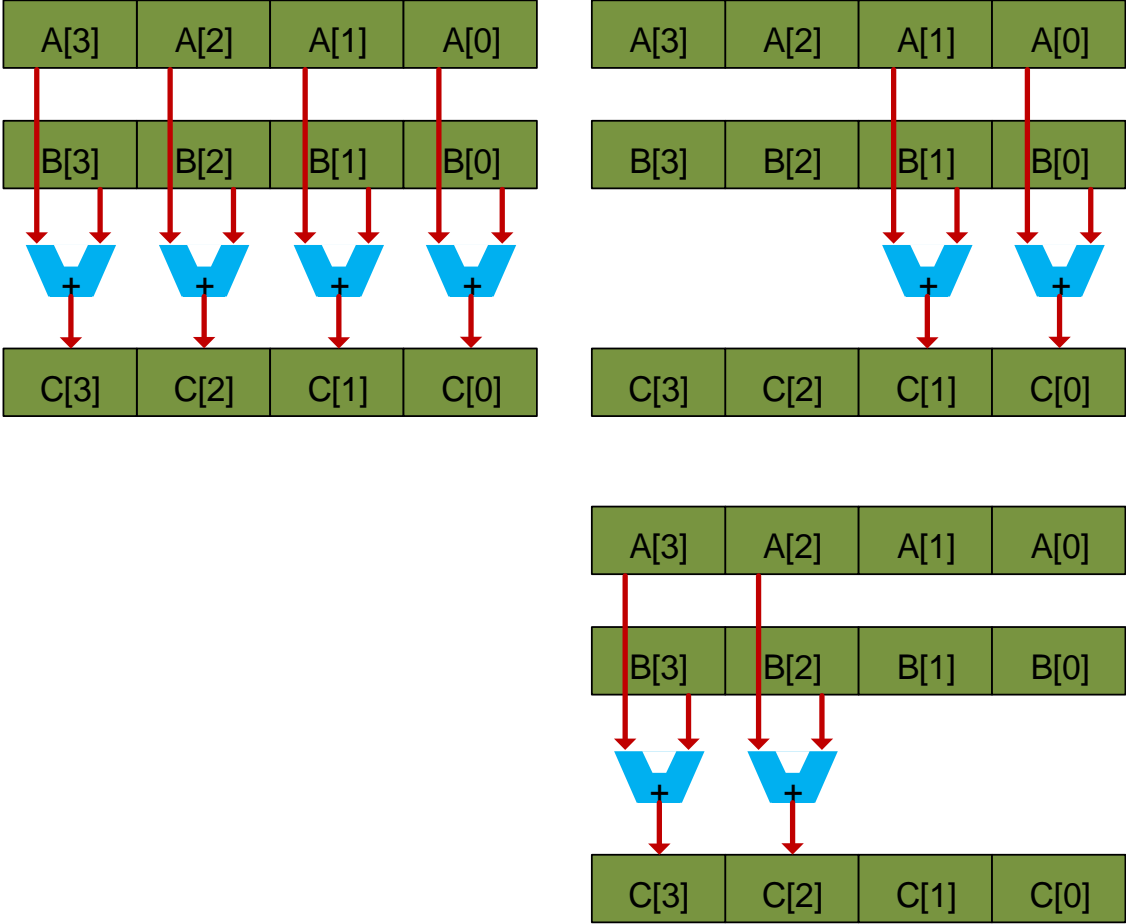 A[3] A[2] A[1] A[0]
B[3] B[2] B[1] B[0]
+ + + +
C[3] C[2] C[1] C[0]
A[3] A[2] A[1] A[0]
B[3] B[2] B[1] B[0]
+ +
C[3] C[2] C[1] C[0]
A[3] A[2] A[1] A[0]
B[3] B[2] B[1] B[0]
+ +
C[3] C[2] C[1] C[0]